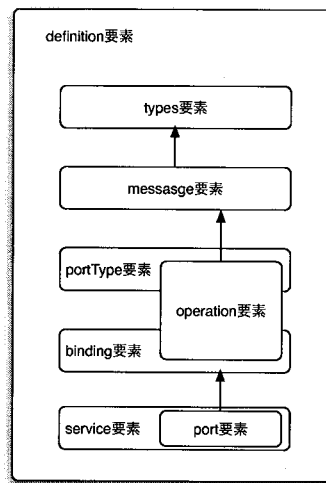 definition要素
types要素
messasge要素
portType要素
operation要素
binding要素
service要素
port要素